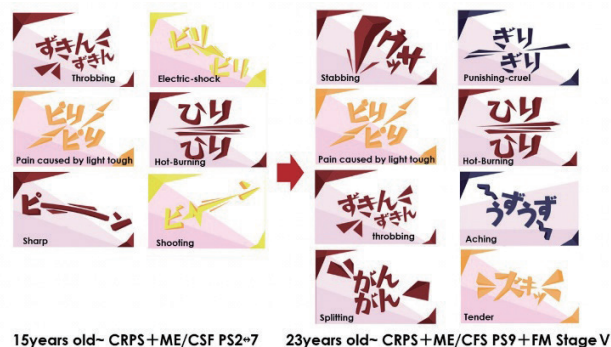 ずきん
ずきん
Throbbing
ビリ
ビリ
Electric-shock
ピリ
ピリ
Pain caused by light tough
ひり
ひり
Hot-Burning
ピーン
Sharp
ビーン
Shooting
15years old~ CRPS+ME/CSF PS2↔7
グッサ
Stabbing
ぎり
ぎり
Punishing-cruel
ピリ
ピリ
Pain caused by light tough
ひり
ひり
Hot-Burning
ずきん
ずきん
throbbing
うずうず
Aching
がん
がん
Splitting
ズキッ
Tender
23years old~ CRPS+ME/CFS PS9+FM Stage V